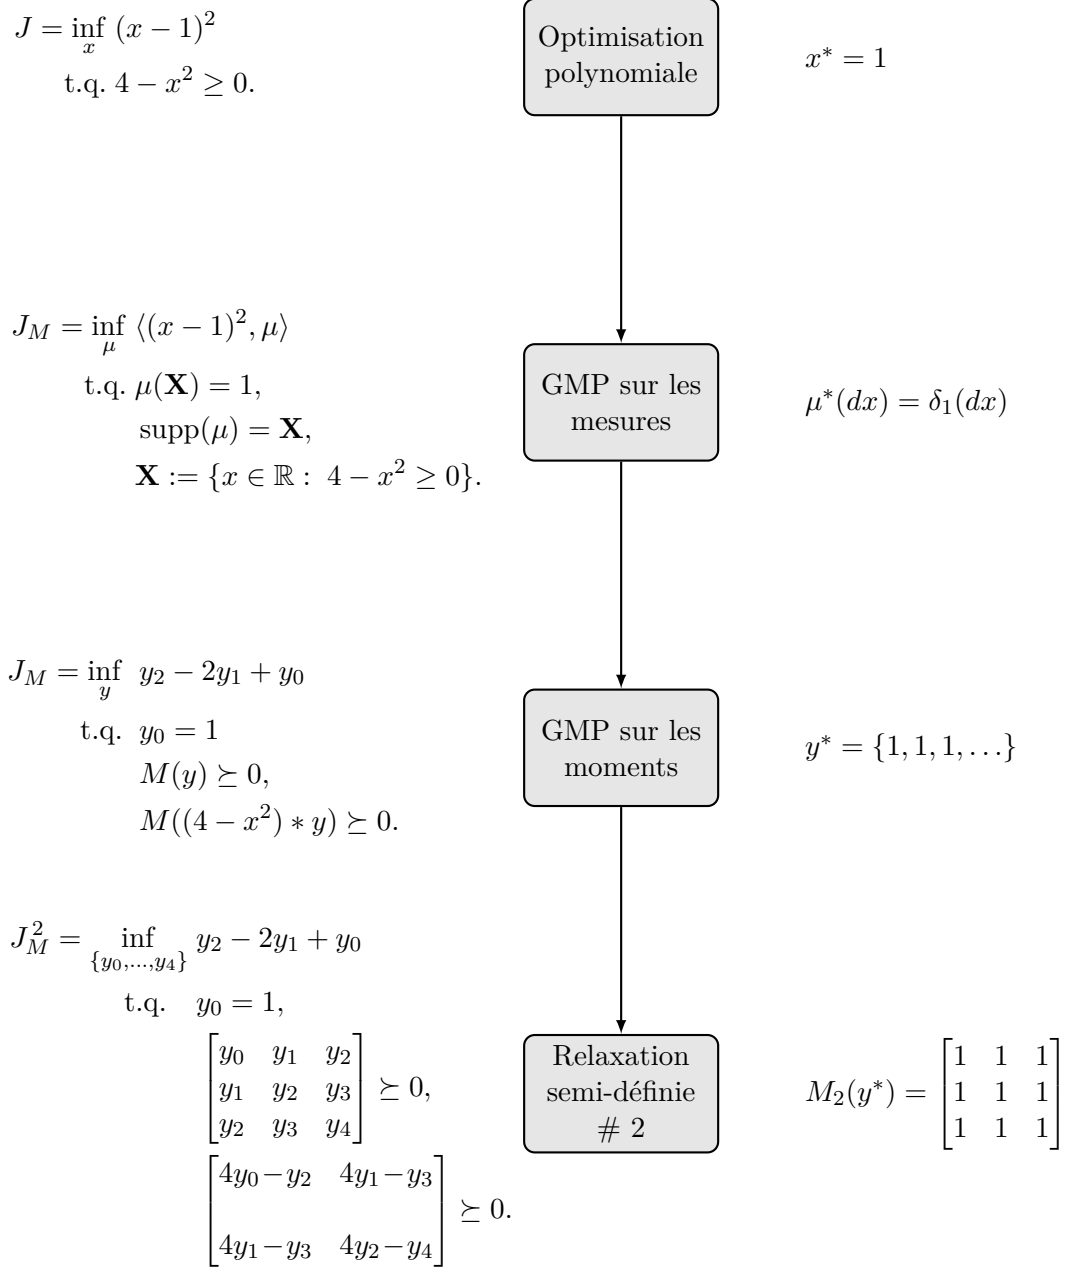 J = inf_x (x − 1)^2
t.q. 4 − x^2 ≥ 0.
Optimisation
polynomiale
x* = 1
J_M = inf_μ ⟨(x − 1)^2, μ⟩
t.q. μ(𝐗) = 1,
supp(μ) = 𝐗,
𝐗 := {x ∈ ℝ : 4 − x^2 ≥ 0}.
GMP sur les
mesures
μ*(dx) = δ_1(dx)
J_M = inf_y y_2 − 2y_1 + y_0
t.q. y_0 = 1
M(y) ⪰ 0,
M((4 − x^2) * y) ⪰ 0.
GMP sur les
moments
y* = {1, 1, 1, …}
J_M^2 = inf_{y_0,...,y_4} y_2 − 2y_1 + y_0
t.q. y_0 = 1,
[y_0 y_1 y_2
y_1 y_2 y_3
y_2 y_3 y_4] ⪰ 0,
[4y_0−y_2 4y_1−y_3
4y_1−y_3 4y_2−y_4] ⪰ 0.
Relaxation
semi-définie
# 2
M_2(y*) = [1 1 1
1 1 1
1 1 1]